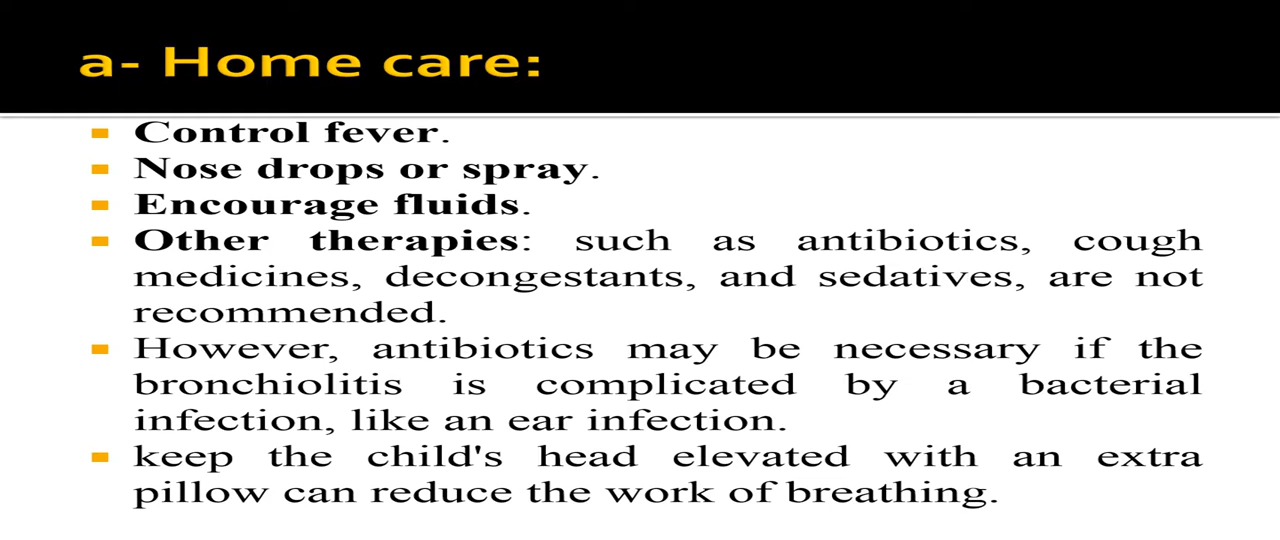 a- Home care:
Control fever.
Nose drops or spray.
Encourage fluids.
Other therapies: such as antibiotics, cough
medicines, decongestants, and sedatives, are not
recommended.
However, antibiotics may be necessary if the
bronchiolitis is complicated by a bacterial
infection, like an ear infection.
keep the child's head elevated with an extra
pillow can reduce the work of breathing.